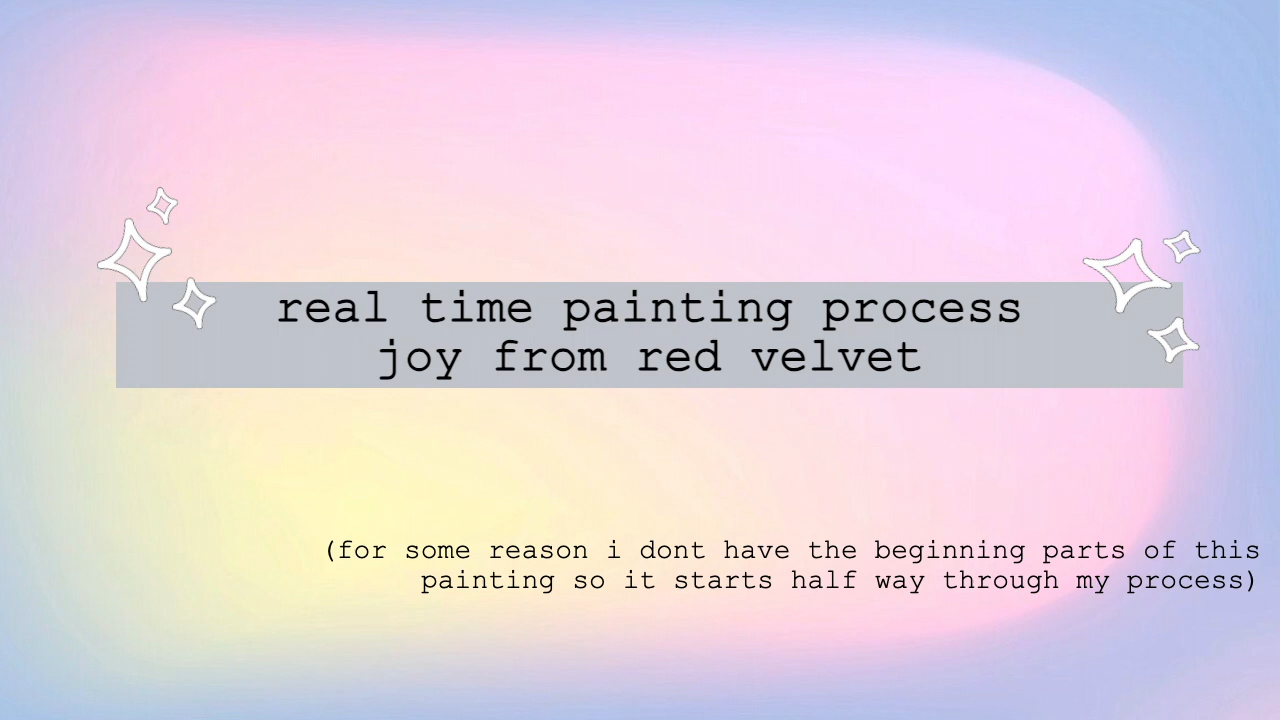 real time painting process
joy from red velvet
(for some reason i dont have the beginning parts of this
painting so it starts half way through my process)